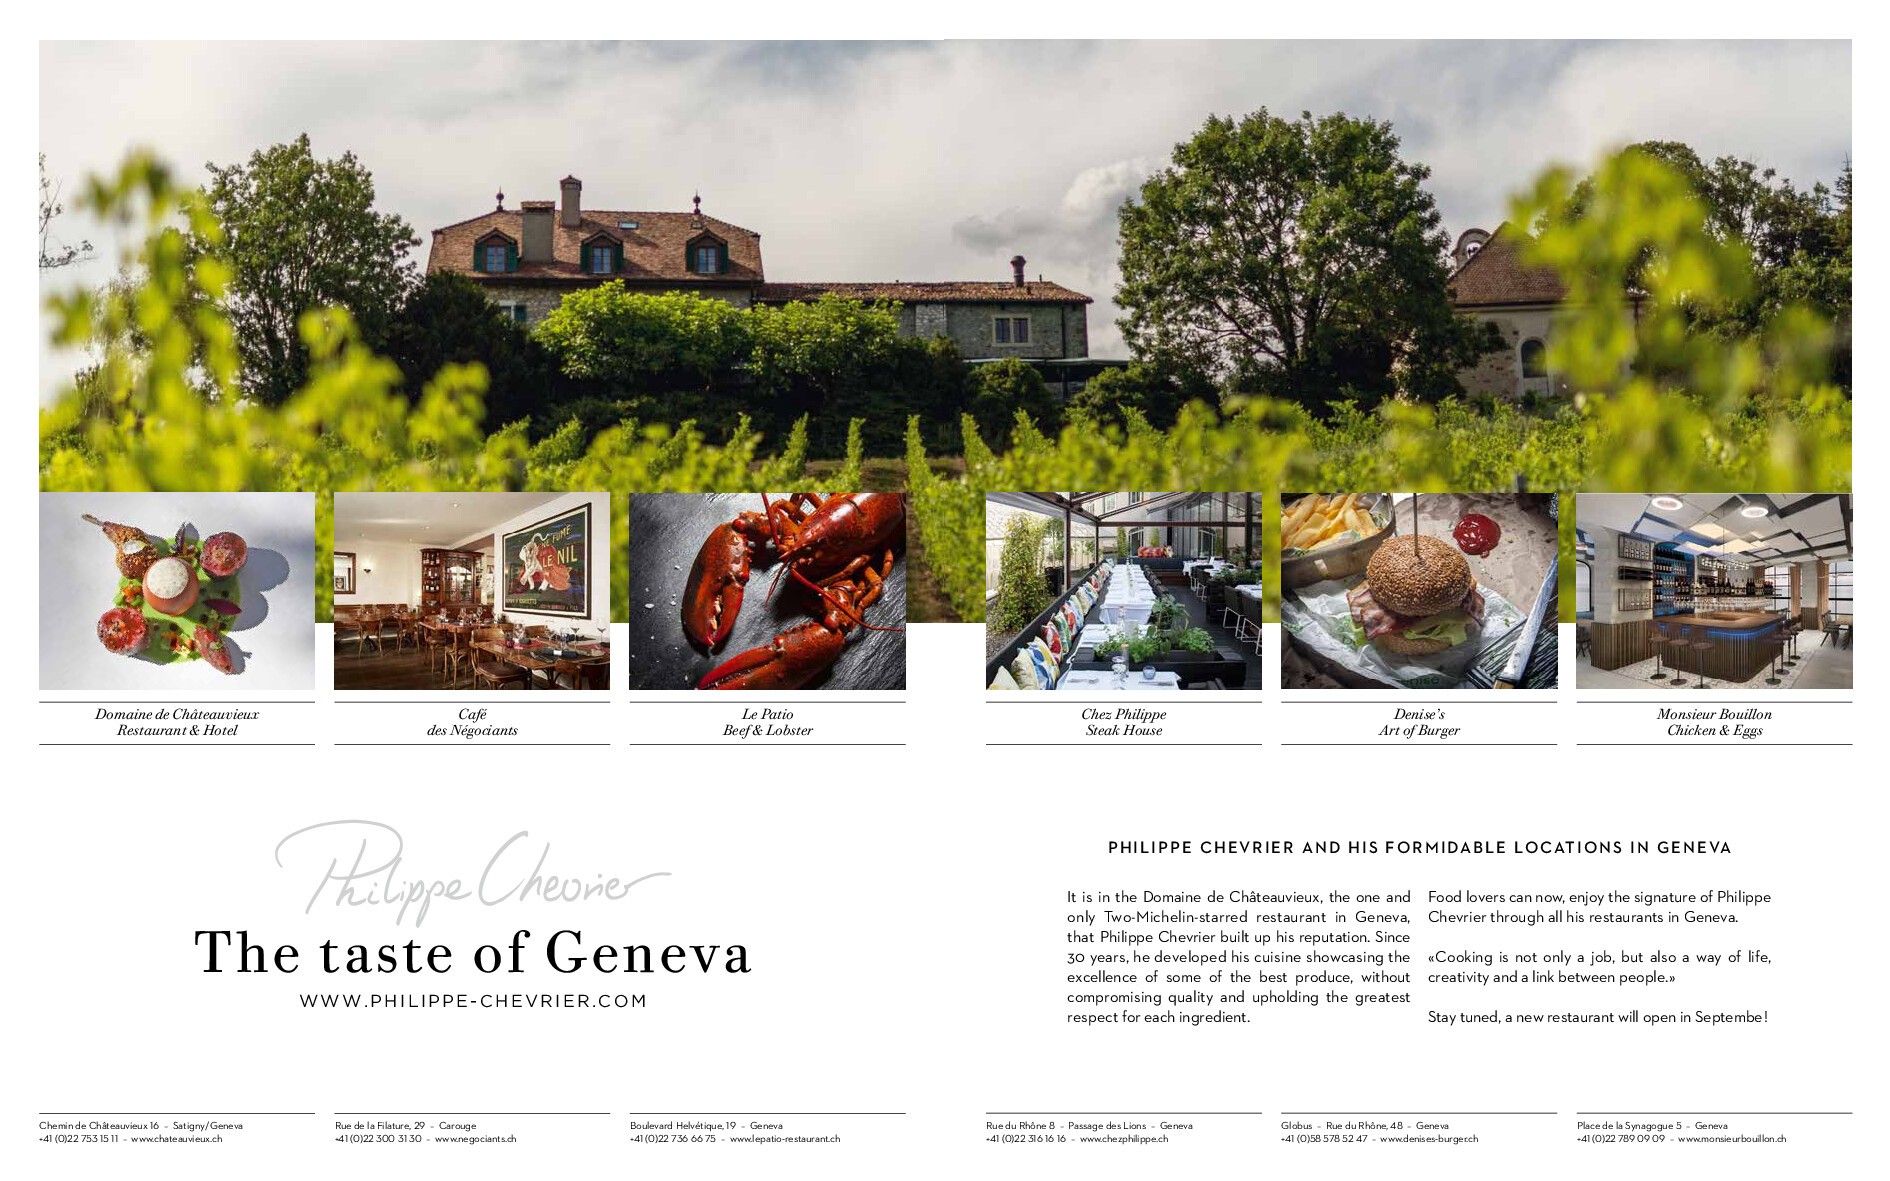 LE NIL
Domaine de Châteauvieux
Restaurant & Hotel
Café
des Négociants
Le Patio
Beef & Lobster
Chez Philippe
Steak House
Denise's
Art of Burger
Monsieur Bouillon
Chicken & Eggs
Philippe Chevrier
The taste of Geneva
WWW.PHILIPPE-CHEVRIER.COM
PHILIPPE CHEVRIER AND HIS FORMIDABLE LOCATIONS IN GENEVA
It is in the Domaine de Châteauvieux, the one and
only Two-Michelin-starred restaurant in Geneva,
that Philippe Chevrier built up his reputation. Since
30 years, he developed his cuisine showcasing the
excellence of some of the best produce, without
compromising quality and upholding the greatest
respect for each ingredient.
Food lovers can now, enjoy the signature of Philippe
Chevrier through all his restaurants in Geneva.
«Cooking is not only a job, but also a way of life,
creativity and a link between people.»
Stay tuned, a new restaurant will open in Septembe!
Chemin de Châteauvieux 16 – Satigny/Geneva
+41 (0)22 753 15 11 – www.chateauvieux.ch
Rue de la Filature, 29 – Carouge
+41 (0)22 300 31 30 – www.negociants.ch
Boulevard Helvétique, 19 – Geneva
+41 (0)22 736 66 75 – www.lepatio-restaurant.ch
Rue du Rhône 8 – Passage des Lions – Geneva
+41 (0)22 316 16 16 – www.chezphilippe.ch
Globus – Rue du Rhône, 48 – Geneva
+41 (0)58 578 52 47 – www.denises-burger.ch
Place de la Synagogue 5 – Geneva
+41 (0)22 789 09 09 – www.monsieurbouillon.ch